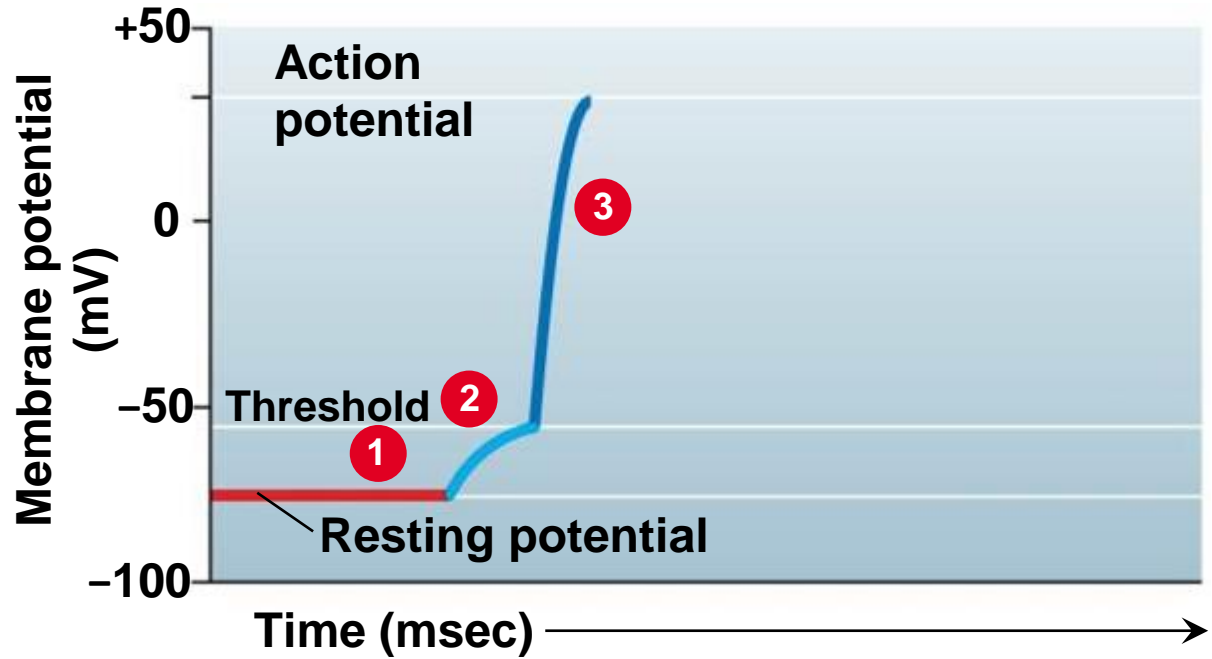 +50
Action
potential
0
3
Membrane potential
(mV)
–50
Threshold
2
1
Resting potential
–100
Time (msec)